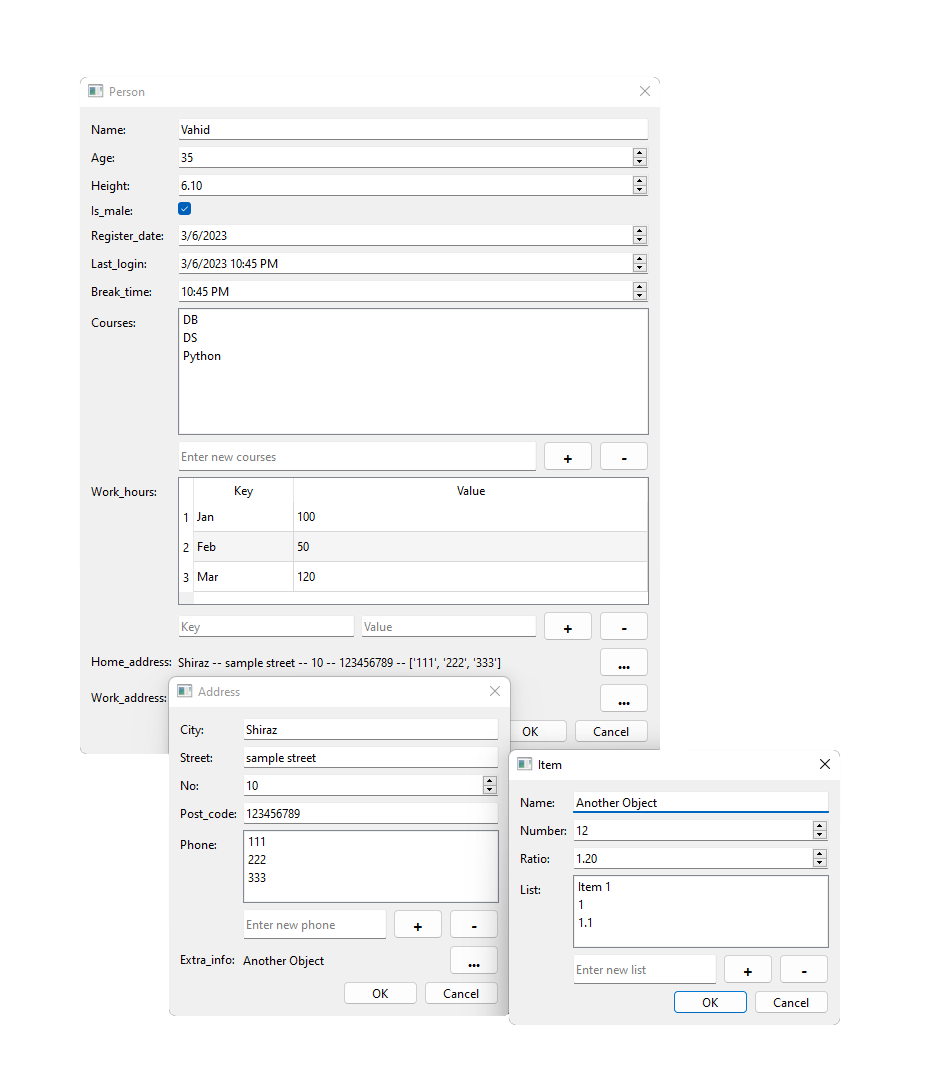 Person
Name: Vahid
Age: 35
Height: 6.10
Is_male:
Register_date: 3/6/2023
Last_login: 3/6/2023 10:45 PM
Break_time: 10:45 PM
Courses: DB
DS
Python
Enter new courses + -
Work_hours: Key Value
1 Jan 100
2 Feb 50
3 Mar 120
Key Value + -
Home_address: Shiraz -- sample street -- 10 -- 123456789 -- ['111', '222', '333'] ...
Work_address: ...
OK Cancel
Address
City: Shiraz
Street: sample street
No: 10
Post_code: 123456789
Phone: 111
222
333
Enter new phone + -
Extra_info: Another Object ...
OK Cancel
Item
Name: Another Object
Number: 12
Ratio: 1.20
List: Item 1
1
1.1
Enter new list + -
OK Cancel